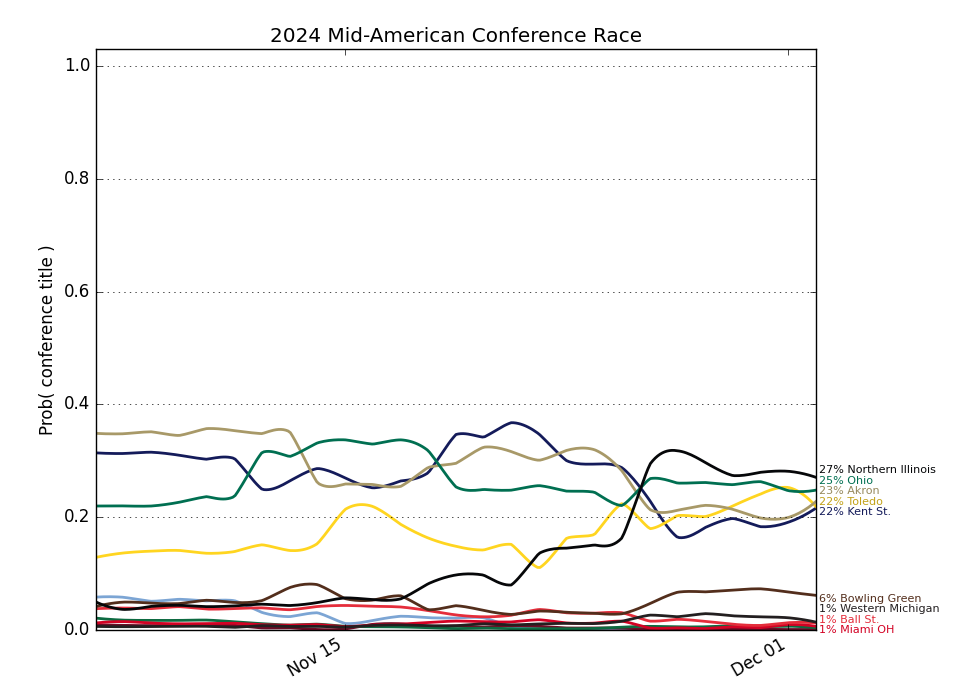 2024 Mid-American Conference Race
Prob( conference title )
1.0
0.8
0.6
0.4
0.2
0.0
Nov 15
Dec 01
27% Northern Illinois
25% Ohio
23% Akron
22% Toledo
22% Kent St.
6% Bowling Green
1% Western Michigan
1% Ball St.
1% Miami OH